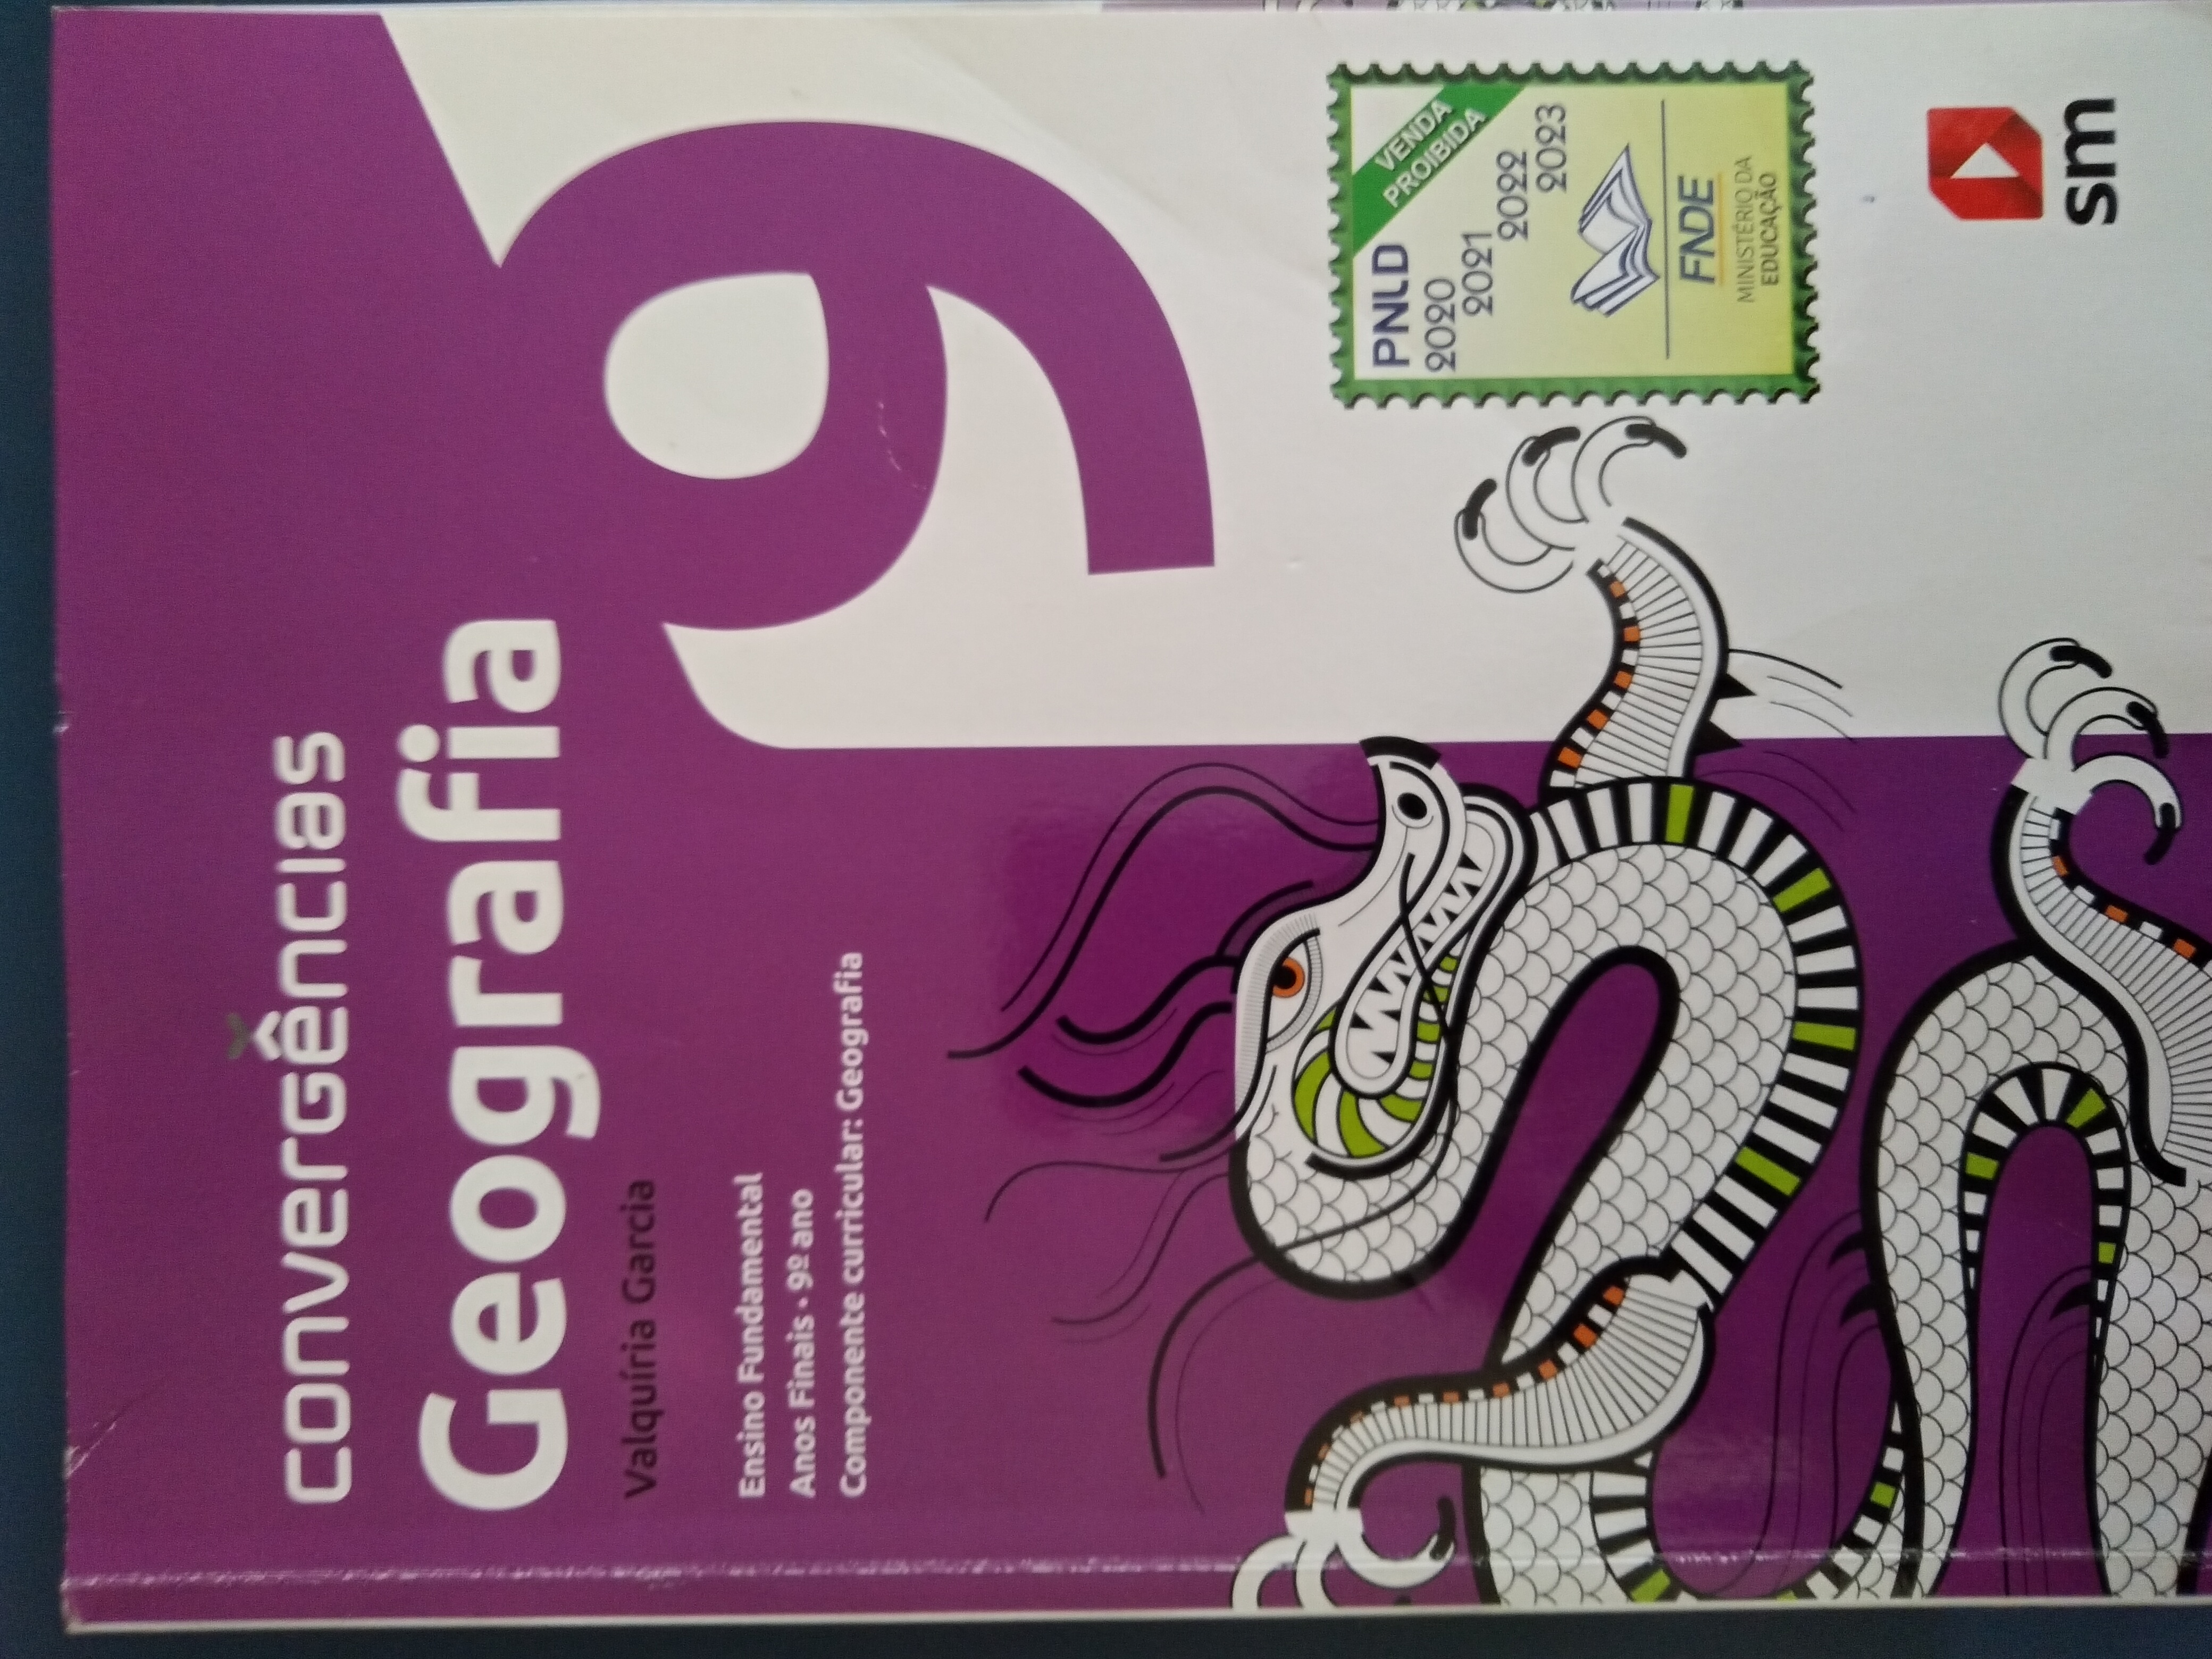 convergências
Geografia
Valquíria Garcia
Ensino Fundamental
Anos Finais • 9º ano
Componente curricular: Geografia
9
PNLD
VENDA
PROIBIDA
2020
2021
2022
2023
FNDE
MINISTÉRIO DA
EDUCAÇÃO
sm